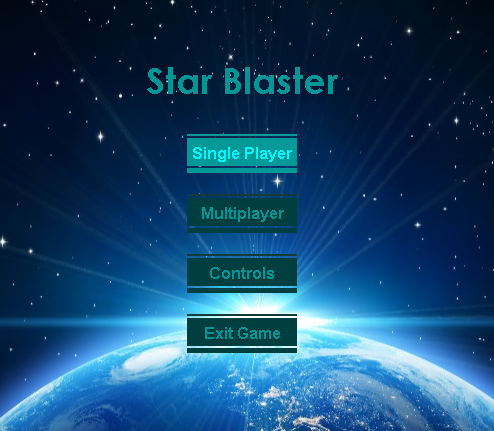 Star Blaster
Single Player
Multiplayer
Controls
Exit Game